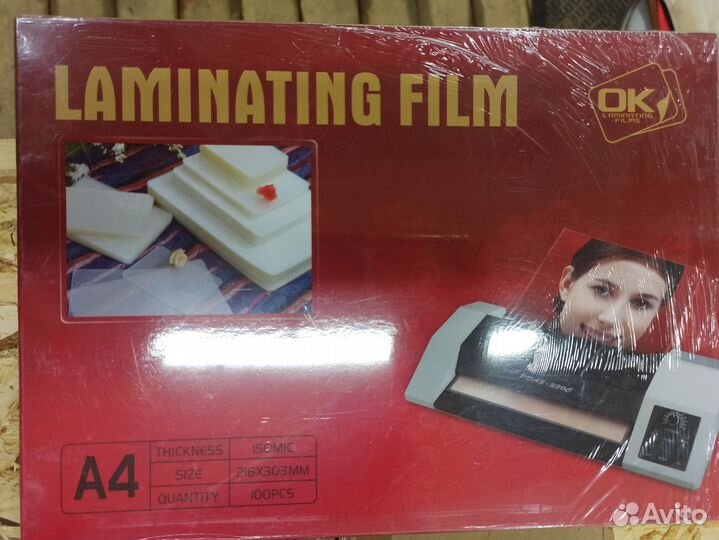 LAMINATING FILM
OK
LAMINATING
FILMS
A4
THICKNESS 150MIC
SIZE 216X303MM
QUANTITY 100PCS
Avito